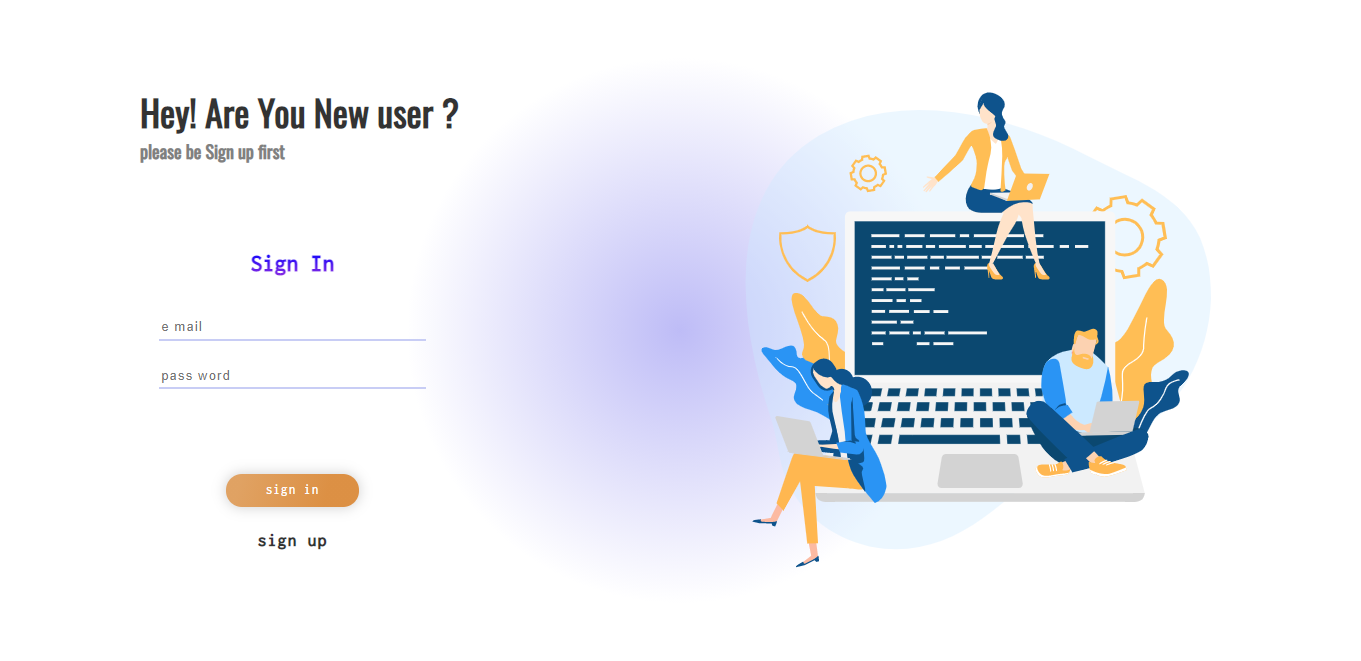 Hey! Are You New user ?
please be Sign up first
Sign In
e mail
pass word
sign in
sign up